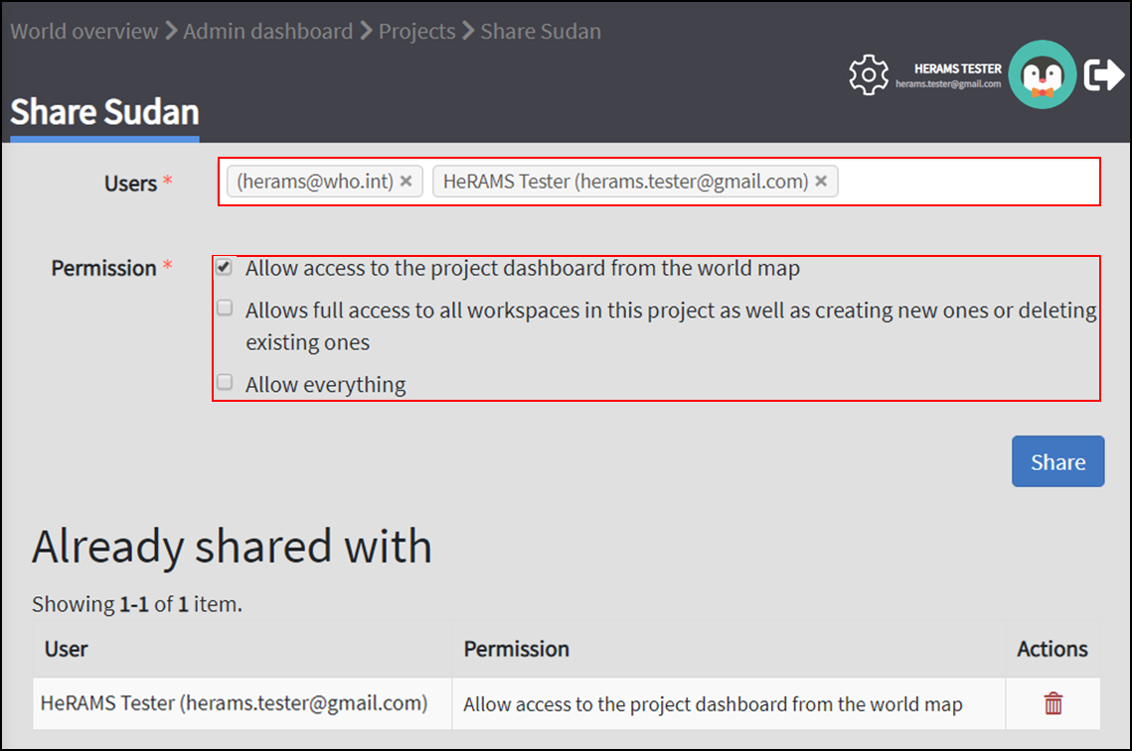 World overview > Admin dashboard > Projects > Share Sudan
HERAMS TESTER
herams.tester@gmail.com
Share Sudan
Users *
(herams@who.int) × HeRAMS Tester (herams.tester@gmail.com) ×
Permission *
Allow access to the project dashboard from the world map
Allows full access to all workspaces in this project as well as creating new ones or deleting
existing ones
Allow everything
Share
Already shared with
Showing 1-1 of 1 item.
User Permission Actions
HeRAMS Tester (herams.tester@gmail.com) Allow access to the project dashboard from the world map